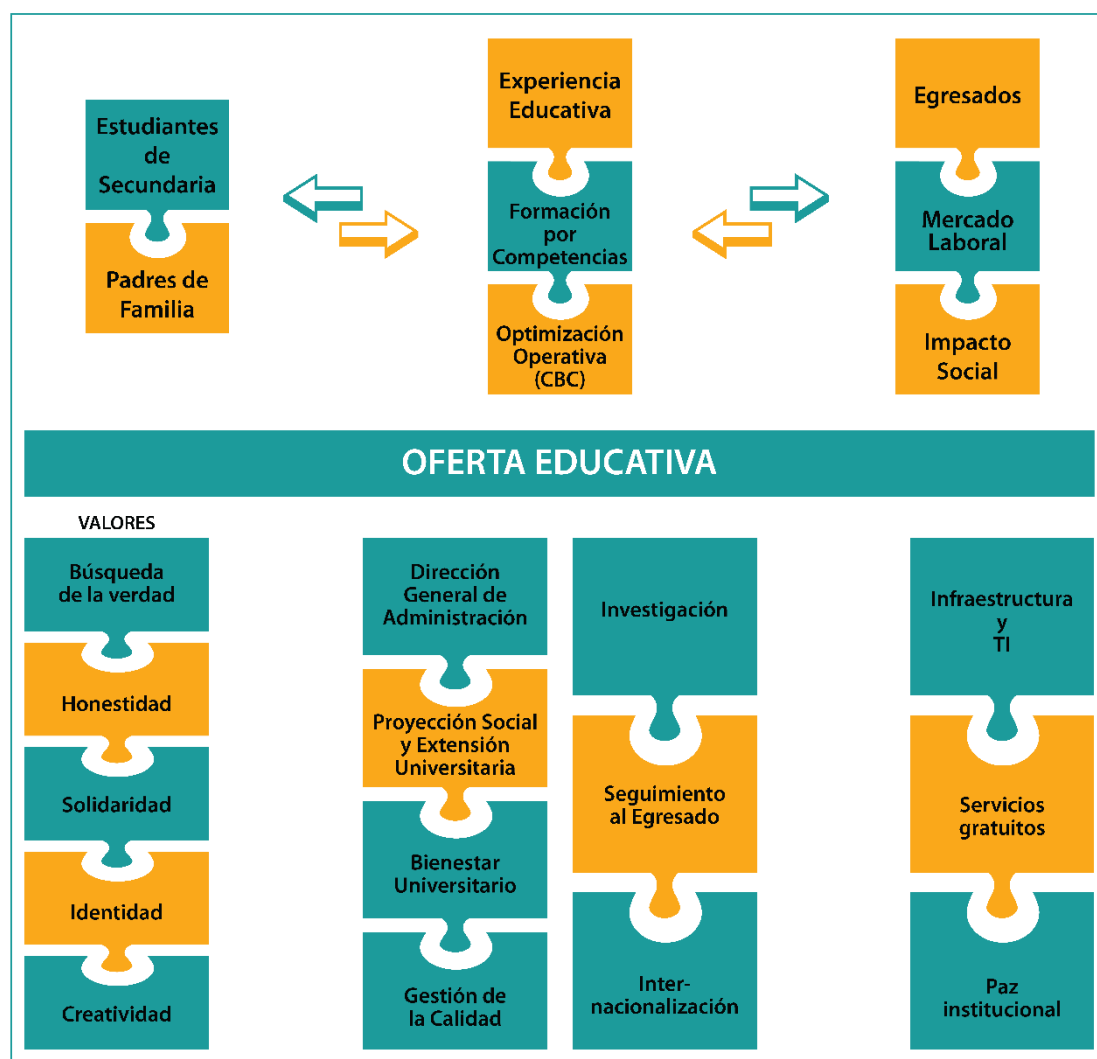 Estudiantes
de
Secundaria
Padres de
Familia
Experiencia
Educativa
Formación
por
Competencias
Optimización
Operativa
(CBC)
Egresados
Mercado
Laboral
Impacto
Social
OFERTA EDUCATIVA
VALORES
Búsqueda
de la verdad
Honestidad
Solidaridad
Identidad
Creatividad
Dirección
General de
Administración
Proyección Social
y Extensión
Universitaria
Bienestar
Universitario
Gestión de
la Calidad
Investigación
Seguimiento
al Egresado
Inter-
nacionalización
Infraestructura
y
TI
Servicios
gratuitos
Paz
institucional